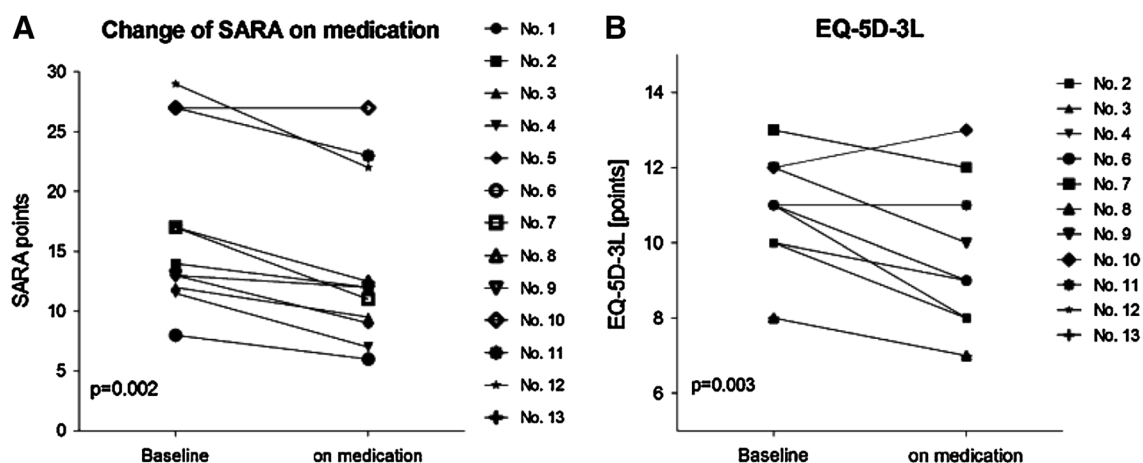 A
Change of SARA on medication
SARA points
30
25
20
15
10
5
0
p=0.002
Baseline
on medication
No. 1
No. 2
No. 3
No. 4
No. 5
No. 6
No. 7
No. 8
No. 9
No. 10
No. 11
No. 12
No. 13
B
EQ-5D-3L
EQ-5D-3L [points]
14
12
10
8
6
p=0.003
Baseline
on medication
No. 2
No. 3
No. 4
No. 6
No. 7
No. 8
No. 9
No. 10
No. 11
No. 12
No. 13